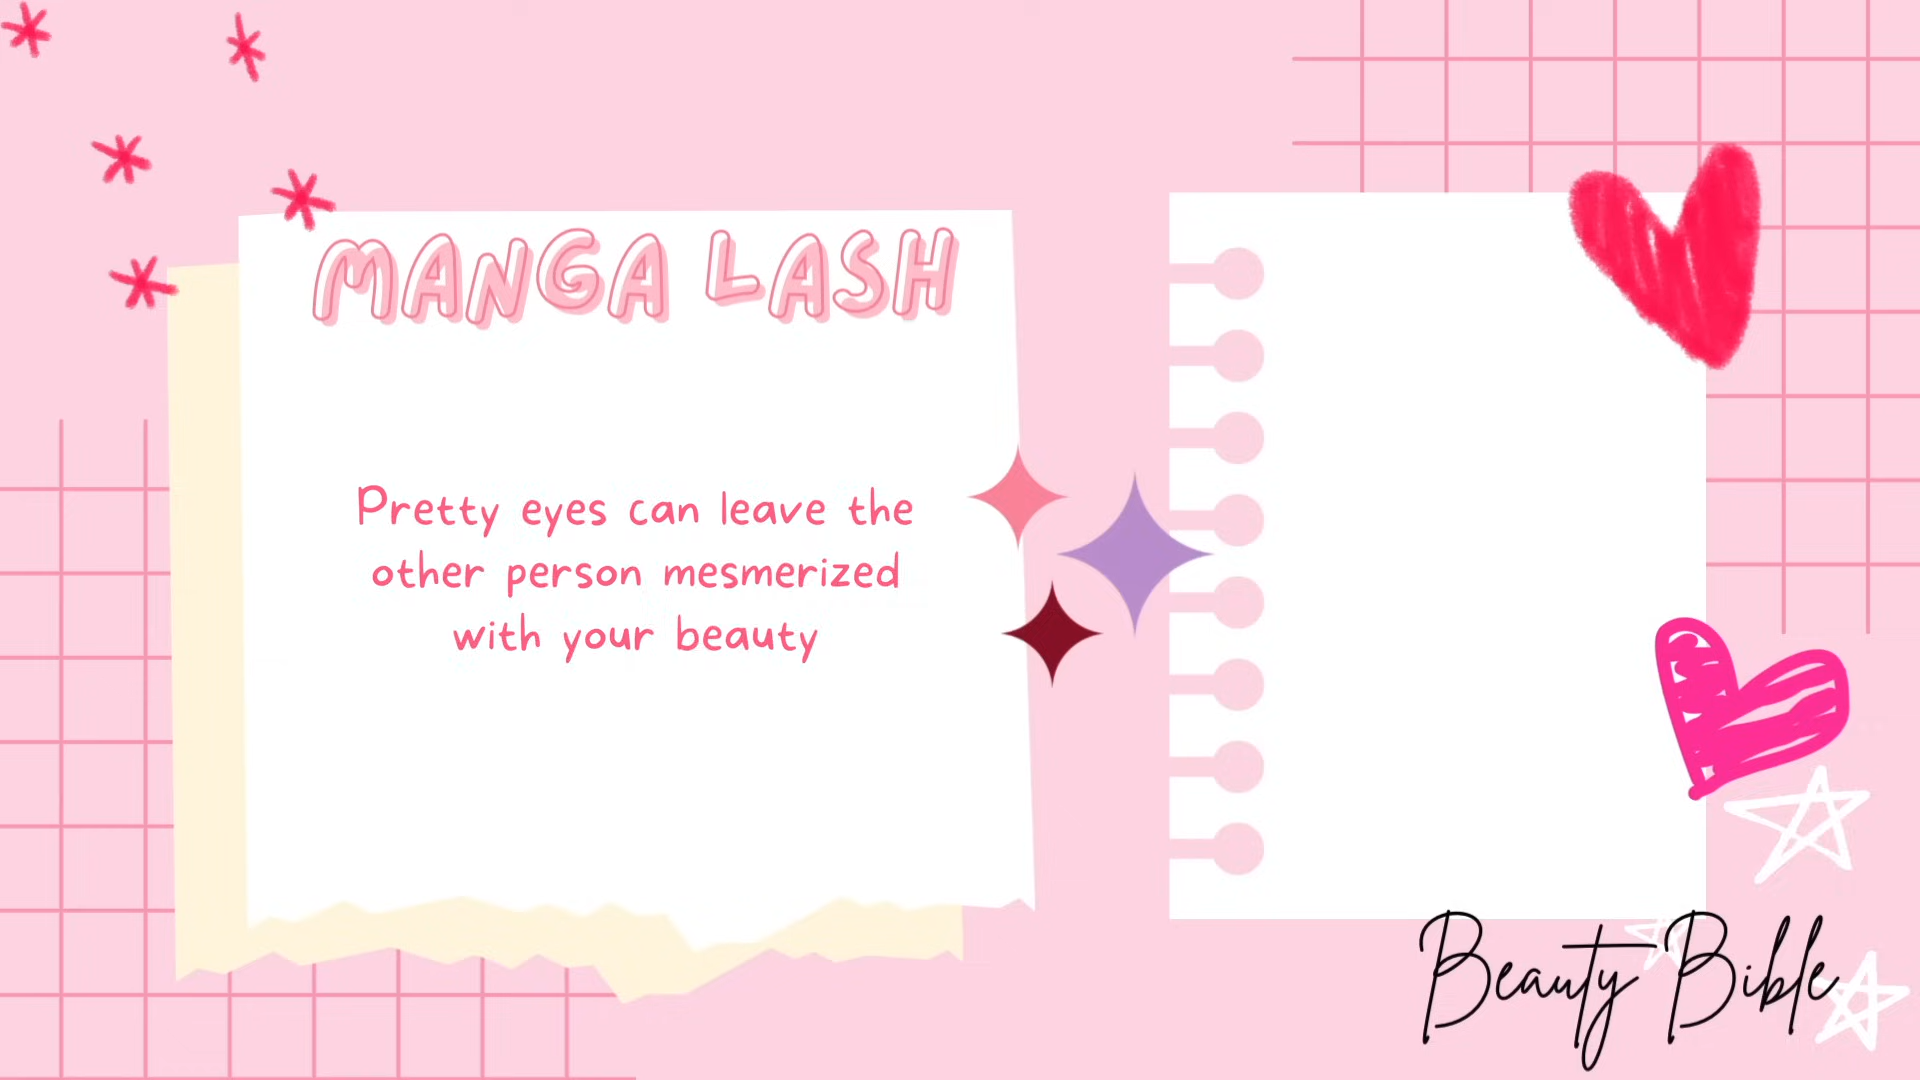 MANGA LASH
Pretty eyes can leave the
other person mesmerized
with your beauty
Beauty Bible